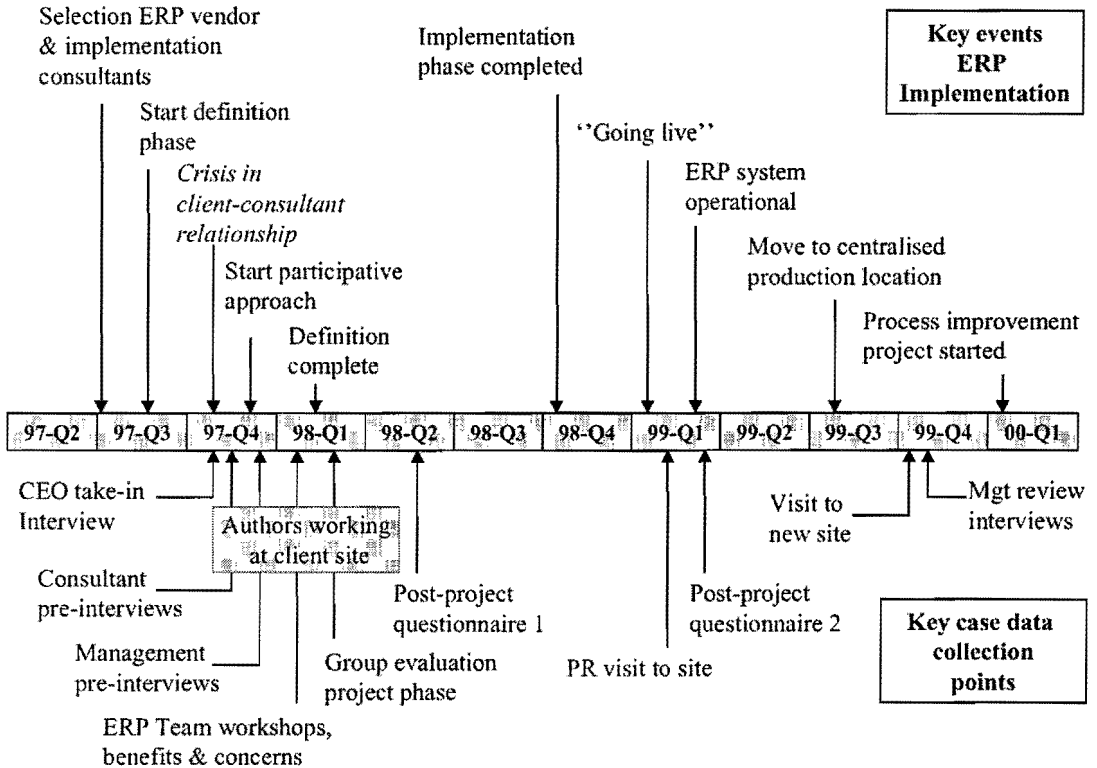 Selection ERP vendor
& implementation
consultants
Start definition
phase
Crisis in
client-consultant
relationship
Start participative
approach
Definition
complete
Implementation
phase completed
‘’Going live’’
ERP system
operational
Move to centralised
production location
Process improvement
project started
Key events
ERP
Implementation
97-Q2 97-Q3 97-Q4 98-Q1 98-Q2 98-Q3 98-Q4 99-Q1 99-Q2 99-Q3 99-Q4 00-Q1
CEO take-in
Interview
Authors working
at client site
Consultant
pre-interviews
Management
pre-interviews
ERP Team workshops,
benefits & concerns
Group evaluation
project phase
Post-project
questionnaire 1
PR visit to site
Post-project
questionnaire 2
Visit to
new site
Mgt review
interviews
Key case data
collection
points